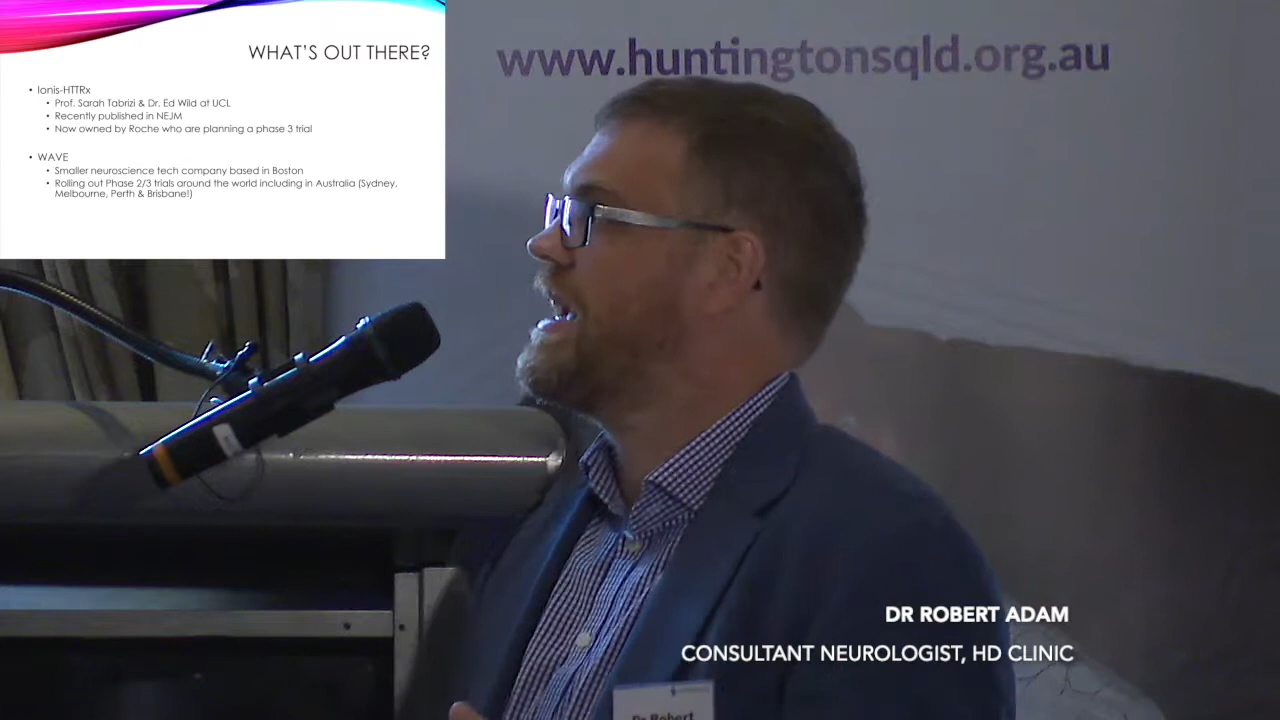 WHAT'S OUT THERE?
• Ionis-HTTRx
• Prof. Sarah Tabrizi & Dr. Ed Wild at UCL
• Recently published in NEJM
• Now owned by Roche who are planning a phase 3 trial
• WAVE
• Smaller neuroscience tech company based in Boston
• Rolling out Phase 2/3 trials around the world including in Australia (Sydney,
Melbourne, Perth & Brisbane!)
www.huntingtonsqld.org.au
DR ROBERT ADAM
CONSULTANT NEUROLOGIST, HD CLINIC
Dr Robert